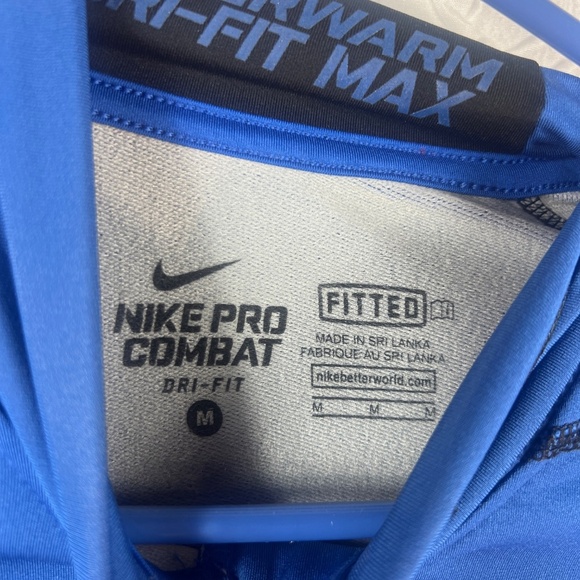 DRI-FIT MAX
NIKE PRO
COMBAT
DRI-FIT
M
FITTED
MADE IN SRI LANKA
FABRIQUE AU SRI LANKA
nikebetterworld.com
M M M